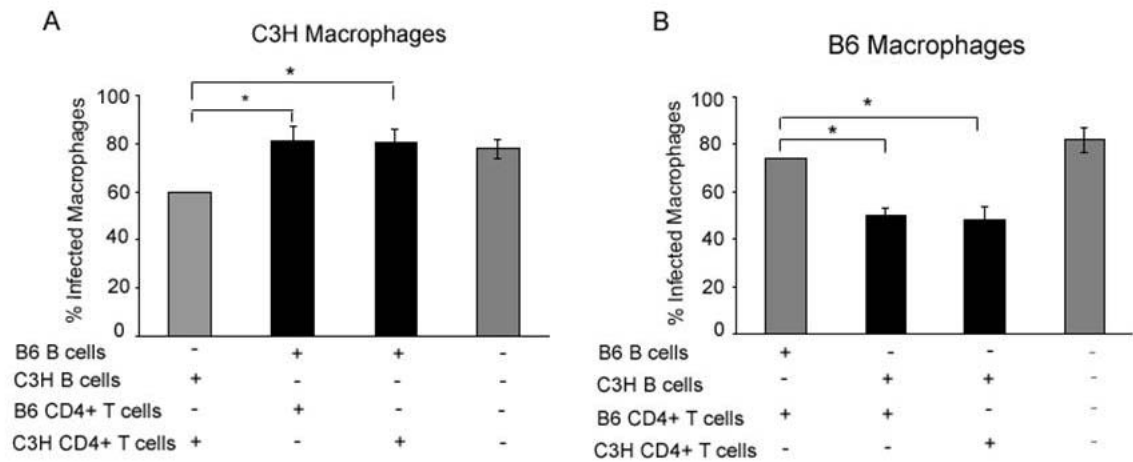 A
C3H Macrophages
*
*
% Infected Macrophages
100
80
60
40
20
0
B6 B cells - + + -
C3H B cells + - - -
B6 CD4+ T cells - + - -
C3H CD4+ T cells + - + -
B
B6 Macrophages
*
*
% Infected Macrophages
100
80
60
40
20
0
B6 B cells + - - -
C3H B cells - + + -
B6 CD4+ T cells + + - -
C3H CD4+ T cells - - + -